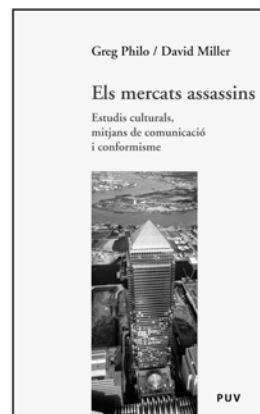 Greg Philo / David Miller
Els mercats assassins
Estudis culturals,
mitjans de comunicació
i conformisme
PUV